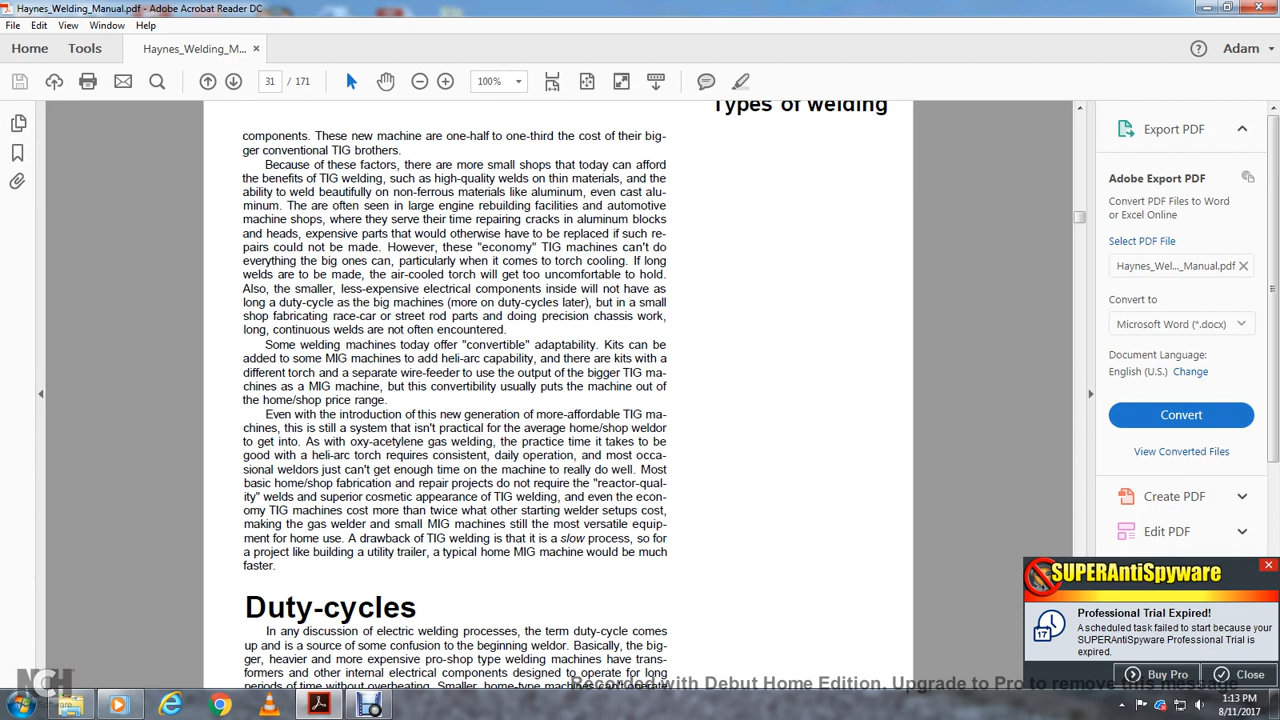 Haynes_Welding_Manual.pdf - Adobe Acrobat Reader DC
File Edit View Window Help
Home Tools Haynes_Welding_M... × Adam
31 / 171 100%
Types of welding
components. These new machine are one-half to one-third the cost of their big-
ger conventional TIG brothers.
Because of these factors, there are more small shops that today can afford
the benefits of TIG welding, such as high-quality welds on thin materials, and the
ability to weld beautifully on non-ferrous materials like aluminum, even cast alu-
minum. The are often seen in large engine rebuilding facilities and automotive
machine shops, where they serve their time repairing cracks in aluminum blocks
and heads, expensive parts that would otherwise have to be replaced if such re-
pairs could not be made. However, these "economy" TIG machines can't do
everything the big ones can, particularly when it comes to torch cooling. If long
welds are to be made, the air-cooled torch will get too uncomfortable to hold.
Also, the smaller, less-expensive electrical components inside will not have as
long a duty-cycle as the big machines (more on duty-cycles later), but in a small
shop fabricating race-car or street rod parts and doing precision chassis work,
long, continuous welds are not often encountered.
Some welding machines today offer "convertible" adaptability. Kits can be
added to some MIG machines to add heli-arc capability, and there are kits with a
different torch and a separate wire-feeder to use the output of the bigger TIG ma-
chines as a MIG machine, but this convertibility usually puts the machine out of
the home/shop price range.
Even with the introduction of this new generation of more-affordable TIG ma-
chines, this is still a system that isn't practical for the average home/shop weldor
to get into. As with oxy-acetylene gas welding, the practice time it takes to be
good with a heli-arc torch requires consistent, daily operation, and most occa-
sional weldors just can't get enough time on the machine to really do well. Most
basic home/shop fabrication and repair projects do not require the "reactor-qual-
ity" welds and superior cosmetic appearance of TIG welding, and even the econ-
omy TIG machines cost more than twice what other starting welder setups cost,
making the gas welder and small MIG machines still the most versatile equip-
ment for home use. A drawback of TIG welding is that it is a slow process, so for
a project like building a utility trailer, a typical home MIG machine would be much
faster.
Duty-cycles
In any discussion of electric welding processes, the term duty-cycle comes
up and is a source of some confusion to the beginning weldor. Basically, the big-
ger, heavier and more expensive pro-shop type welding machines have trans-
formers and other internal electrical components designed to operate for long
periods of time without overheating. Smaller, home-type machines can operate
Export PDF
Adobe Export PDF
Convert PDF Files to Word
or Excel Online
Select PDF File
Haynes_Wel..._Manual.pdf
Convert to
Microsoft Word (*.docx)
Document Language:
English (U.S.) Change
Convert
View Converted Files
Create PDF
Edit PDF
SUPERAntiSpyware
Professional Trial Expired!
A scheduled task failed to start because your
SUPERAntiSpyware Professional Trial is
expired.
17
Buy Pro Close
NCH Software
Recorded with Debut Home Edition. Upgrade to Pro to remove this message
1:13 PM
8/11/2017